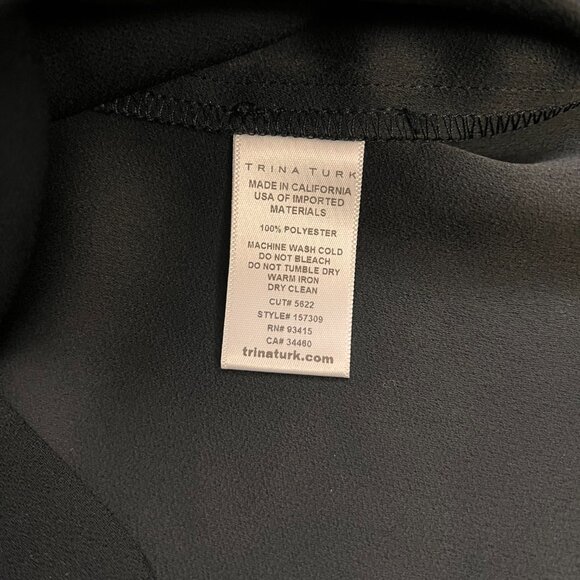 TRINA TURK
MADE IN CALIFORNIA
USA OF IMPORTED
MATERIALS
100% POLYESTER
MACHINE WASH COLD
DO NOT BLEACH
DO NOT TUMBLE DRY
WARM IRON
DRY CLEAN
CUT# 5622
STYLE# 157309
RN# 93415
CA# 34460
trinaturk.com